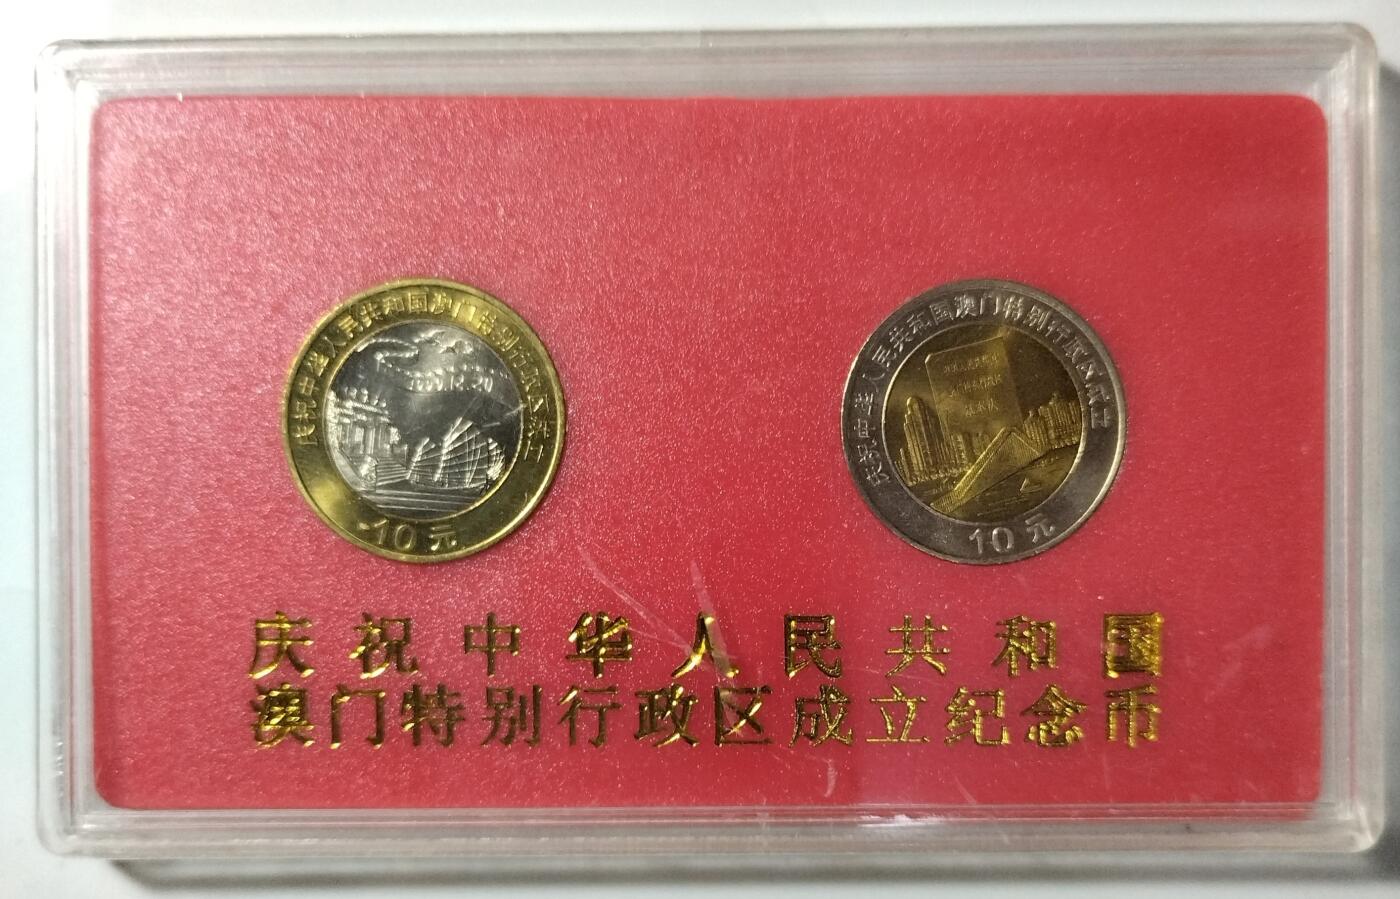 庆祝中华人民共和国澳门特别行政区成立
1999.12.20
10元
庆祝中华人民共和国澳门特别行政区成立
10元
庆祝中华人民共和国
澳门特别行政区成立纪念币